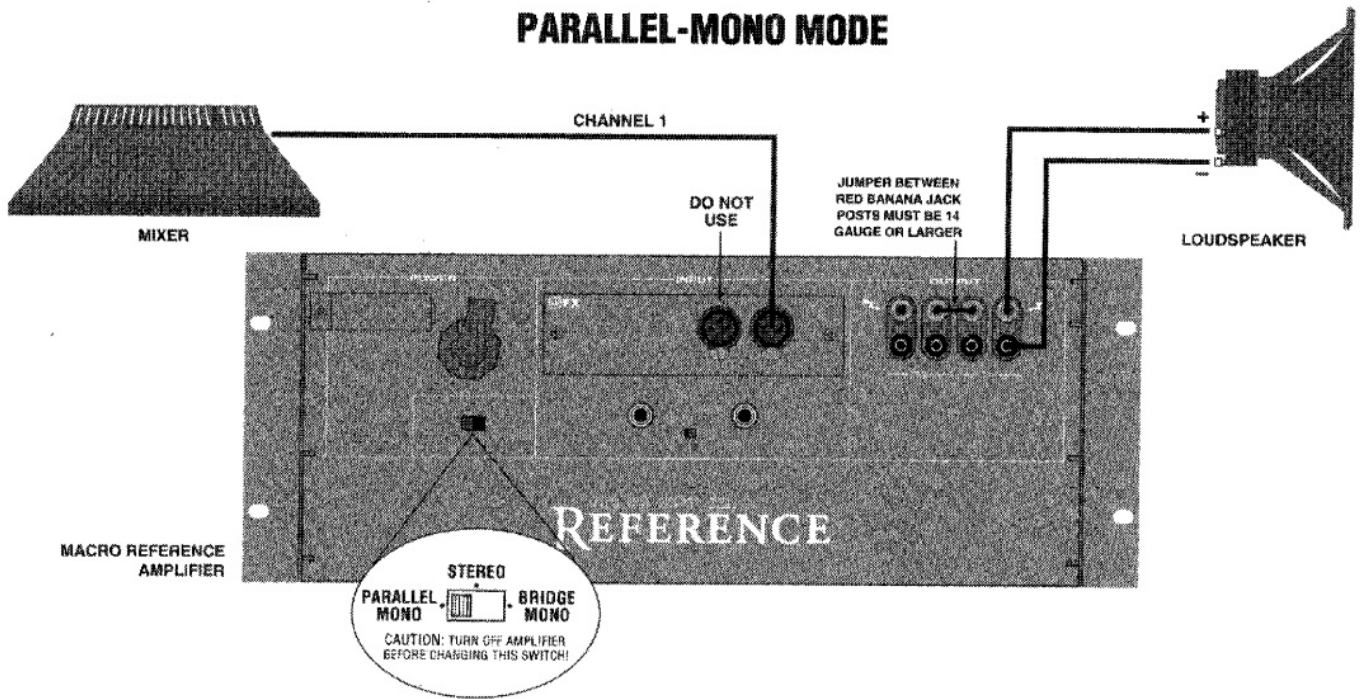 PARALLEL-MONO MODE
CHANNEL 1
MIXER
DO NOT
USE
JUMPER BETWEEN
RED BANANA JACK
POSTS MUST BE 14
GAUGE OR LARGER
+
−
LOUDSPEAKER
POWER
INPUT
OUTPUT
REFERENCE
MACRO REFERENCE
AMPLIFIER
STEREO
PARALLEL
MONO
BRIDGE
MONO
CAUTION: TURN OFF AMPLIFIER
BEFORE CHANGING THIS SWITCH!